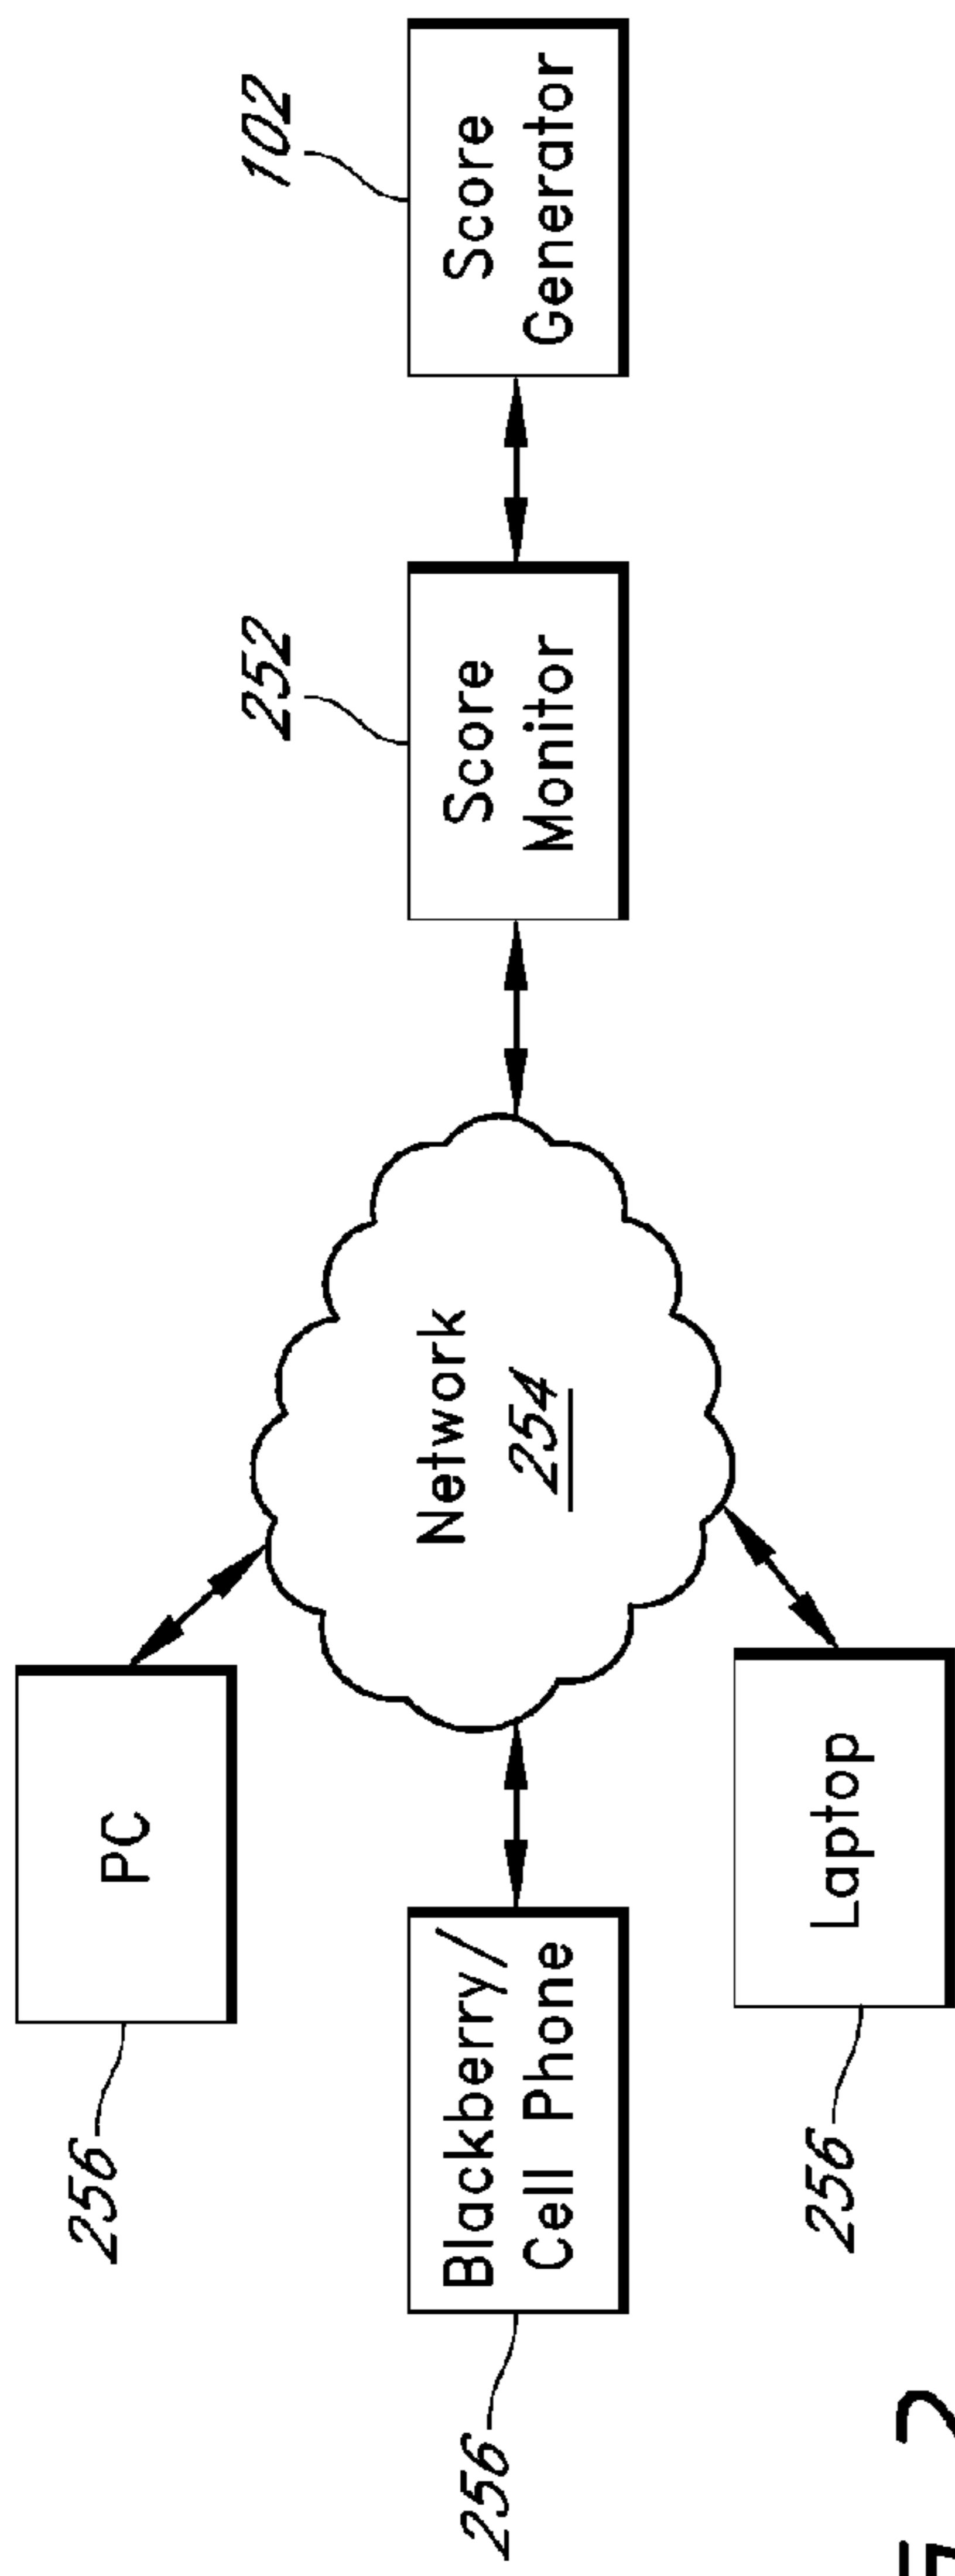 256
PC
252
102
256
Blackberry/
Cell Phone
Network
254
Score
Monitor
Score
Generator
256
Laptop